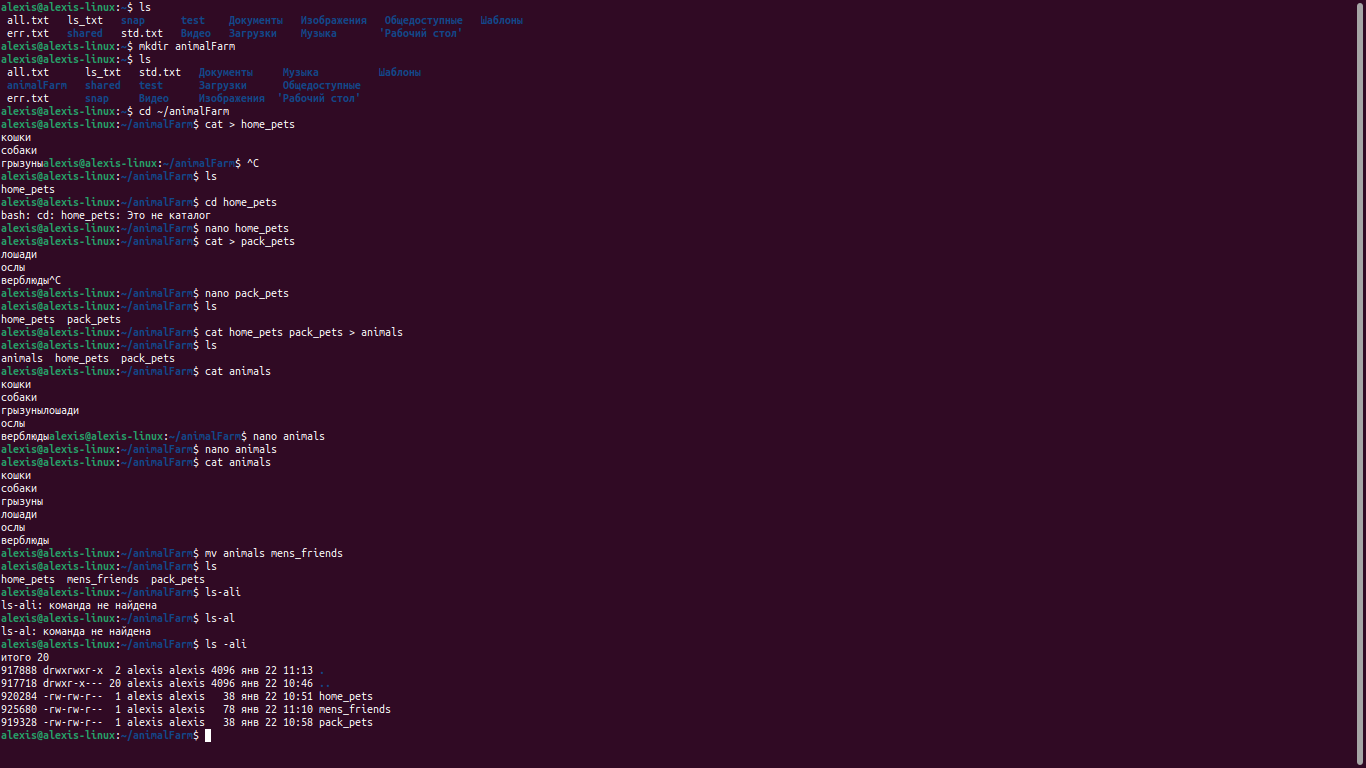 alexis@alexis-linux:~$ ls
all.txt ls_txt snap test Документы Изображения Общедоступные Шаблоны
err.txt shared std.txt Видео Загрузки Музыка 'Рабочий стол'
alexis@alexis-linux:~$ mkdir animalFarm
alexis@alexis-linux:~$ ls
all.txt ls_txt std.txt Документы Музыка Шаблоны
animalFarm shared test Загрузки Общедоступные
err.txt snap Видео Изображения 'Рабочий стол'
alexis@alexis-linux:~$ cd ~/animalFarm
alexis@alexis-linux:~/animalFarm$ cat > home_pets
кошки
собаки
грызуныalexis@alexis-linux:~/animalFarm$ ^C
alexis@alexis-linux:~/animalFarm$ ls
home_pets
alexis@alexis-linux:~/animalFarm$ cd home_pets
bash: cd: home_pets: Это не каталог
alexis@alexis-linux:~/animalFarm$ nano home_pets
alexis@alexis-linux:~/animalFarm$ cat > pack_pets
лошади
ослы
верблюды^C
alexis@alexis-linux:~/animalFarm$ nano pack_pets
alexis@alexis-linux:~/animalFarm$ ls
home_pets pack_pets
alexis@alexis-linux:~/animalFarm$ cat home_pets pack_pets > animals
alexis@alexis-linux:~/animalFarm$ ls
animals home_pets pack_pets
alexis@alexis-linux:~/animalFarm$ cat animals
кошки
собаки
грызунылошади
ослы
верблюдыalexis@alexis-linux:~/animalFarm$ nano animals
alexis@alexis-linux:~/animalFarm$ nano animals
alexis@alexis-linux:~/animalFarm$ cat animals
кошки
собаки
грызуны
лошади
ослы
верблюды
alexis@alexis-linux:~/animalFarm$ mv animals mens_friends
alexis@alexis-linux:~/animalFarm$ ls
home_pets mens_friends pack_pets
alexis@alexis-linux:~/animalFarm$ ls-ali
ls-ali: команда не найдена
alexis@alexis-linux:~/animalFarm$ ls-al
ls-al: команда не найдена
alexis@alexis-linux:~/animalFarm$ ls -ali
итого 20
917888 drwxrwxr-x 2 alexis alexis 4096 янв 22 11:13 .
917718 drwxr-x--- 20 alexis alexis 4096 янв 22 10:46 ..
920284 -rw-rw-r-- 1 alexis alexis 38 янв 22 10:51 home_pets
925680 -rw-rw-r-- 1 alexis alexis 78 янв 22 11:10 mens_friends
919328 -rw-rw-r-- 1 alexis alexis 38 янв 22 10:58 pack_pets
alexis@alexis-linux:~/animalFarm$